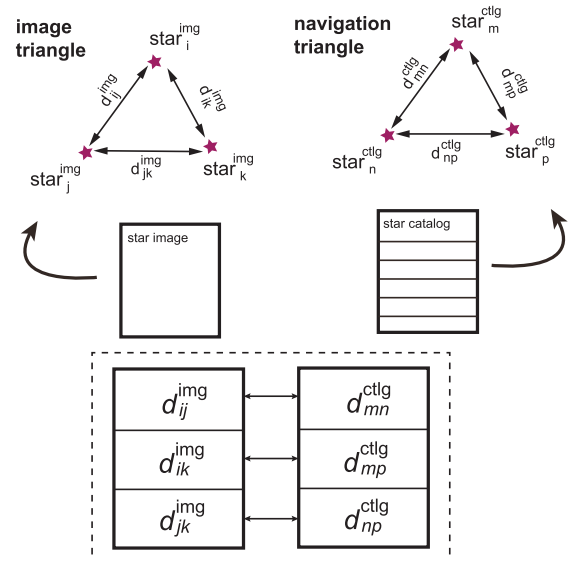 image
triangle
star_i^img
d_ij^img
d_ik^img
star_j^img
d_jk^img
star_k^img
navigation
triangle
star_m^ctlg
d_mn^ctlg
d_mp^ctlg
star_n^ctlg
d_np^ctlg
star_p^ctlg
star image
star catalog
d_ij^img d_mn^ctlg
d_ik^img d_mp^ctlg
d_jk^img d_np^ctlg